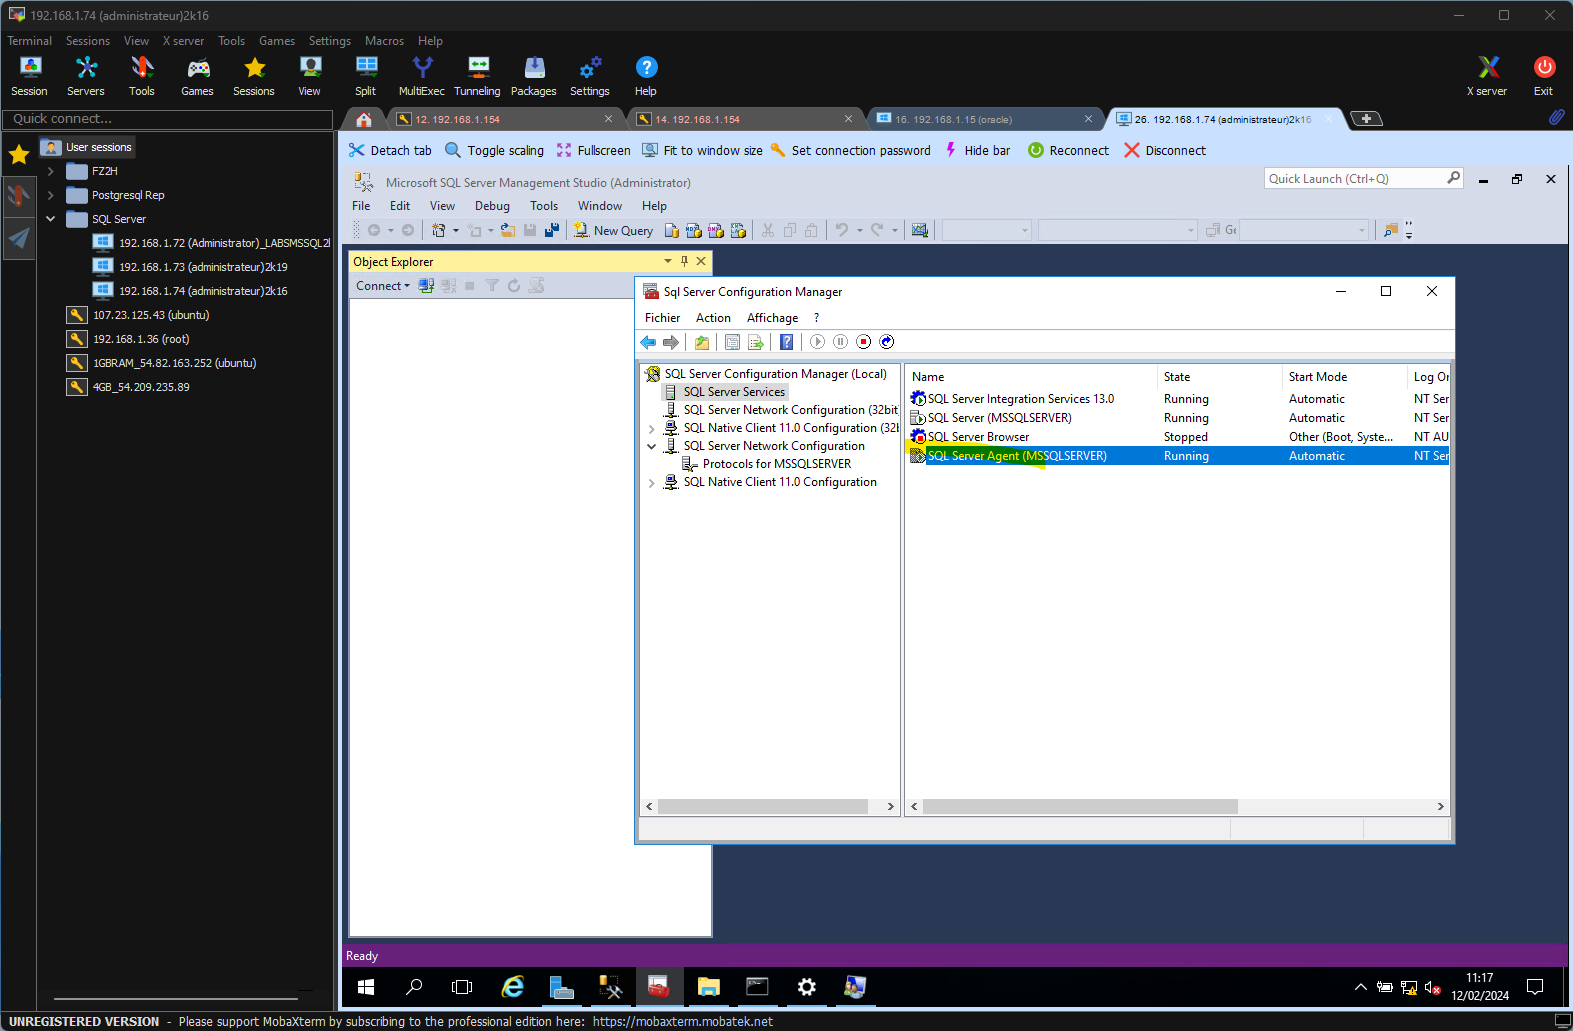 192.168.1.74 (administrateur)2k16
Terminal Sessions View X server Tools Games Settings Macros Help
Session Servers Tools Games Sessions View Split MultiExec Tunneling Packages Settings Help X server Exit
Quick connect...
12. 192.168.1.154
14. 192.168.1.154
16. 192.168.1.15 (oracle)
26. 192.168.1.74 (administrateur)2k16
User sessions
FZ2H
Postgresql Rep
SQL Server
192.168.1.72 (Administrator)_LABSMSSQL2l
192.168.1.73 (administrateur)2k19
192.168.1.74 (administrateur)2k16
107.23.125.43 (ubuntu)
192.168.1.36 (root)
1GBRAM_54.82.163.252 (ubuntu)
4GB_54.209.235.89
Detach tab Toggle scaling Fullscreen Fit to window size Set connection password Hide bar Reconnect Disconnect
Microsoft SQL Server Management Studio (Administrator)
Quick Launch (Ctrl+Q)
File Edit View Debug Tools Window Help
New Query Ge
Object Explorer
Connect
Sql Server Configuration Manager
Fichier Action Affichage ?
SQL Server Configuration Manager (Local)
SQL Server Services
SQL Server Network Configuration (32bit
SQL Native Client 11.0 Configuration (32b
SQL Server Network Configuration
Protocols for MSSQLSERVER
SQL Native Client 11.0 Configuration
Name State Start Mode Log On
SQL Server Integration Services 13.0 Running Automatic NT Ser
SQL Server (MSSQLSERVER) Running Automatic NT Ser
SQL Server Browser Stopped Other (Boot, Syste... NT AU
SQL Server Agent (MSSQLSERVER) Running Automatic NT Ser
Ready
11:17
12/02/2024
UNREGISTERED VERSION - Please support MobaXterm by subscribing to the professional edition here: https://mobaxterm.mobatek.net